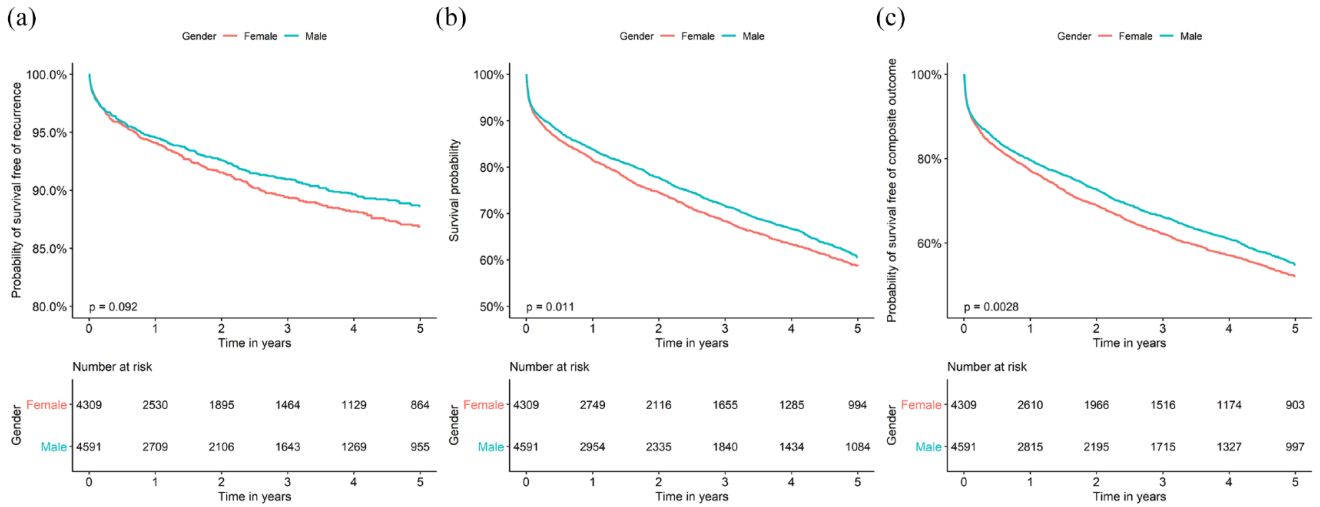 (a)
Gender Female Male
Probability of survival free of recurrence
100.0%
95.0%
90.0%
85.0%
80.0%
p = 0.092
0 1 2 3 4 5
Time in years
Number at risk
Gender
Female 4309 2530 1895 1464 1129 864
Male 4591 2709 2106 1643 1269 955
0 1 2 3 4 5
Time in years
(b)
Gender Female Male
Survival probability
100%
90%
80%
70%
60%
50%
p = 0.011
0 1 2 3 4 5
Time in years
Number at risk
Gender
Female 4309 2749 2116 1655 1285 994
Male 4591 2954 2335 1840 1434 1084
0 1 2 3 4 5
Time in years
(c)
Gender Female Male
Probability of survival free of composite outcome
100%
80%
60%
p = 0.0028
0 1 2 3 4 5
Time in years
Number at risk
Gender
Female 4309 2610 1966 1516 1174 903
Male 4591 2815 2195 1715 1327 997
0 1 2 3 4 5
Time in years